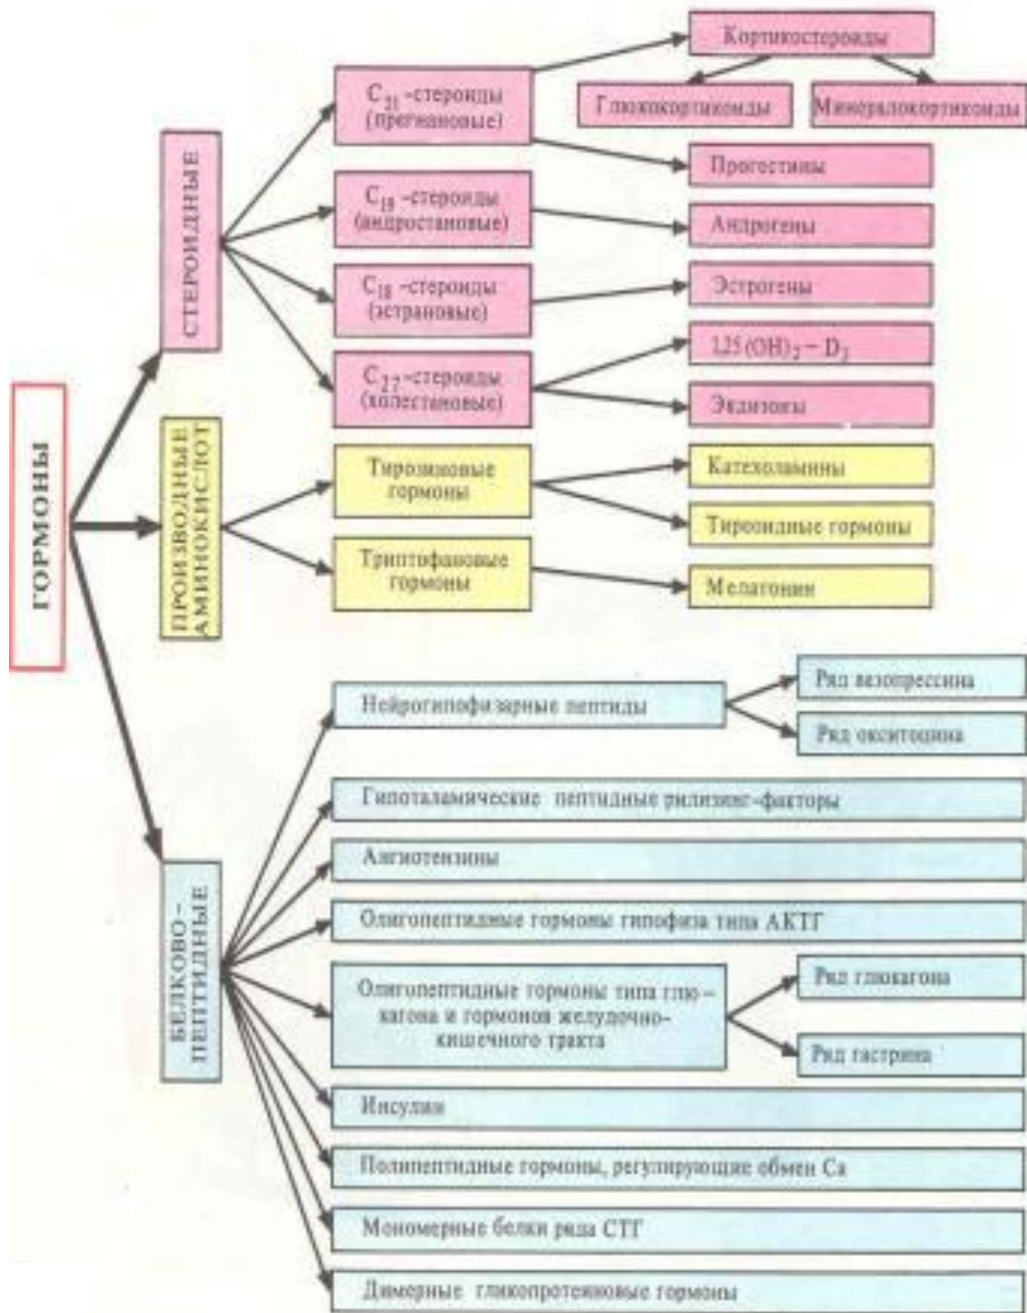 ГОРМОНЫ
СТЕРОИДНЫЕ
C21-стероиды
(прегнановые)
Кортикостероиды
Глюкокортикоиды
Минералокортикоиды
Прогестины
C19-стероиды
(андростановые)
Андрогены
C18-стероиды
(эстрановые)
Эстрогены
C27-стероиды
(холестановые)
1,25(OH)2 – D3
Экдизоны
ПРОИЗВОДНЫЕ
АМИНОКИСЛОТ
Тирозиновые
гормоны
Катехоламины
Тироидные гормоны
Триптофановые
гормоны
Мелатонин
БЕЛКОВО –
ПЕПТИДНЫЕ
Нейрогипофизарные пептиды
Ряд вазопрессина
Ряд окситоцина
Гипоталамические пептидные рилизинг-факторы
Ангиотензины
Олигопептидные гормоны гипофиза типа АКТГ
Олигопептидные гормоны типа глю –
кагона и гормонов желудочно-
кишечного тракта
Ряд глюкагона
Ряд гастрина
Инсулин
Полипептидные гормоны, регулирующие обмен Ca
Мономерные белки ряда СТГ
Димерные гликопротеиновые гормоны